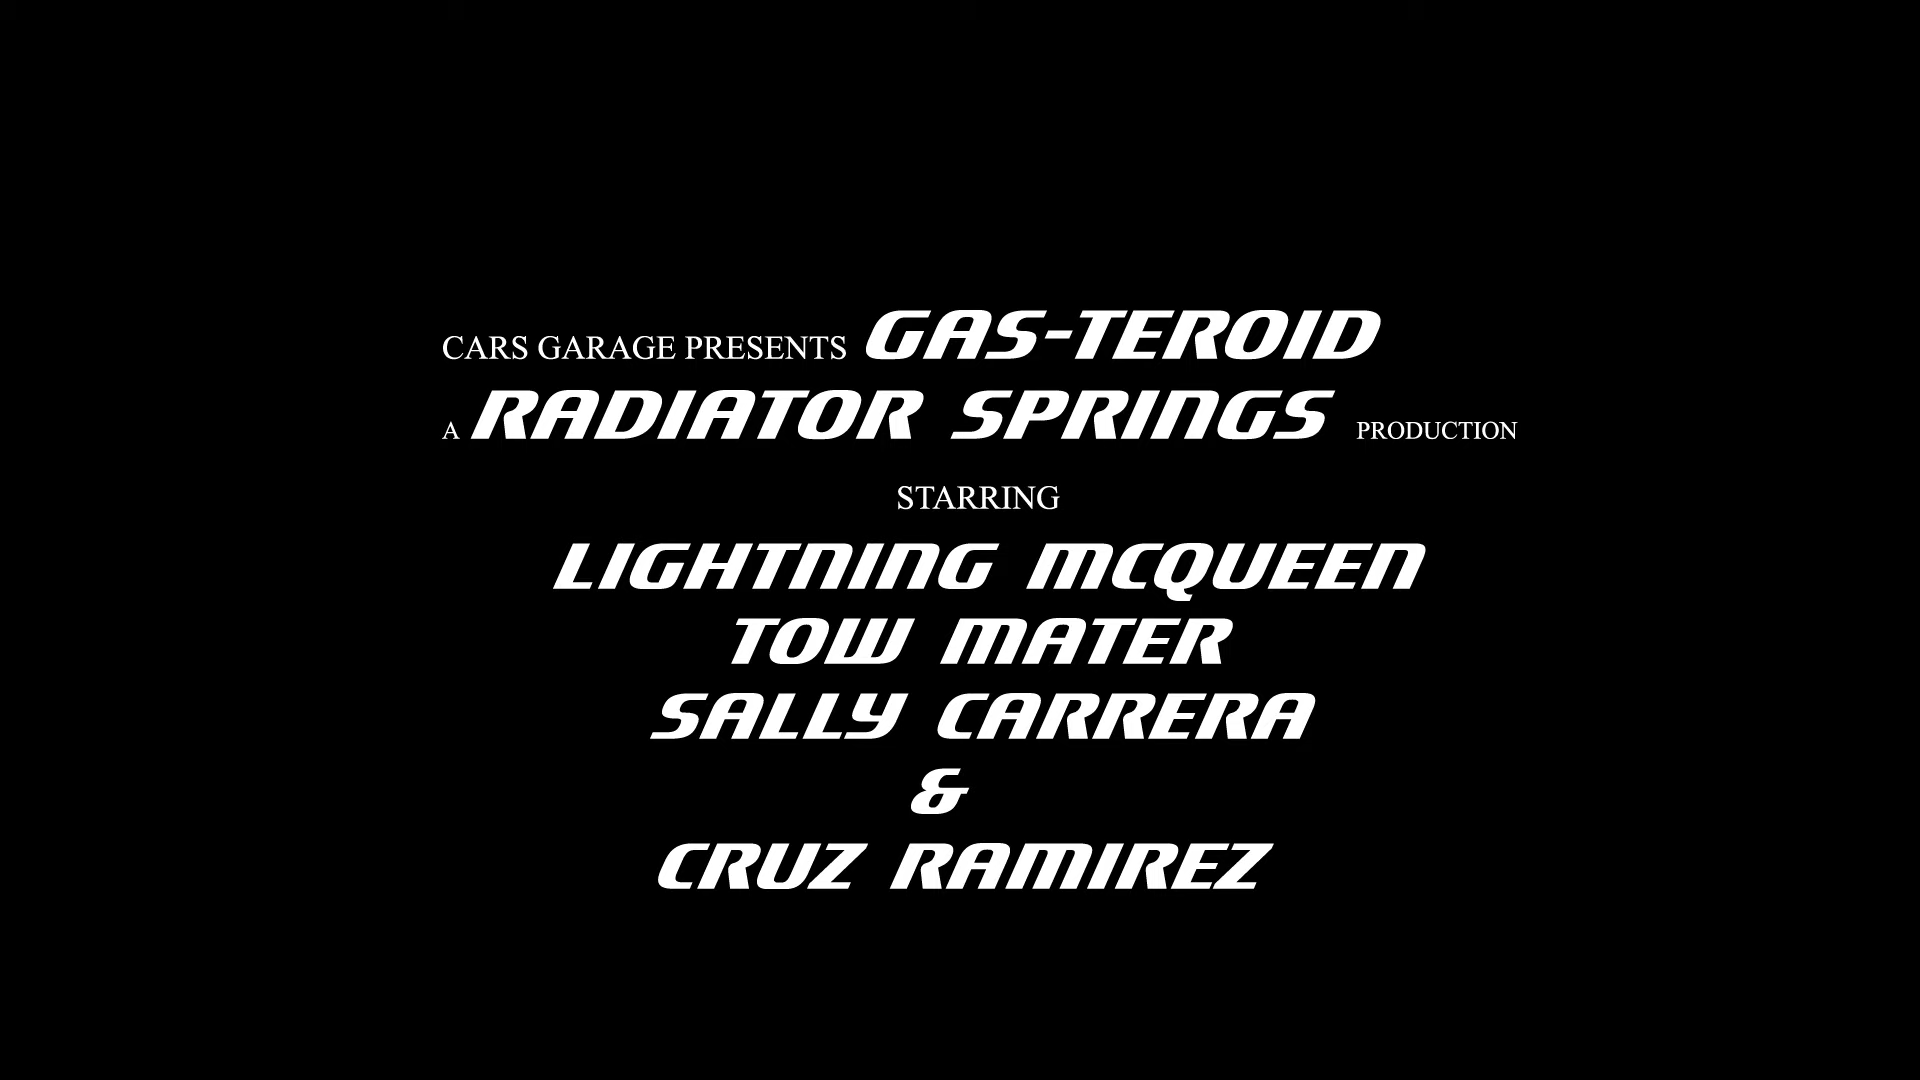 CARS GARAGE PRESENTS GAS-TEROID
A RADIATOR SPRINGS PRODUCTION
STARRING
LIGHTNING MCQUEEN
TOW MATER
SALLY CARRERA
&
CRUZ RAMIREZ